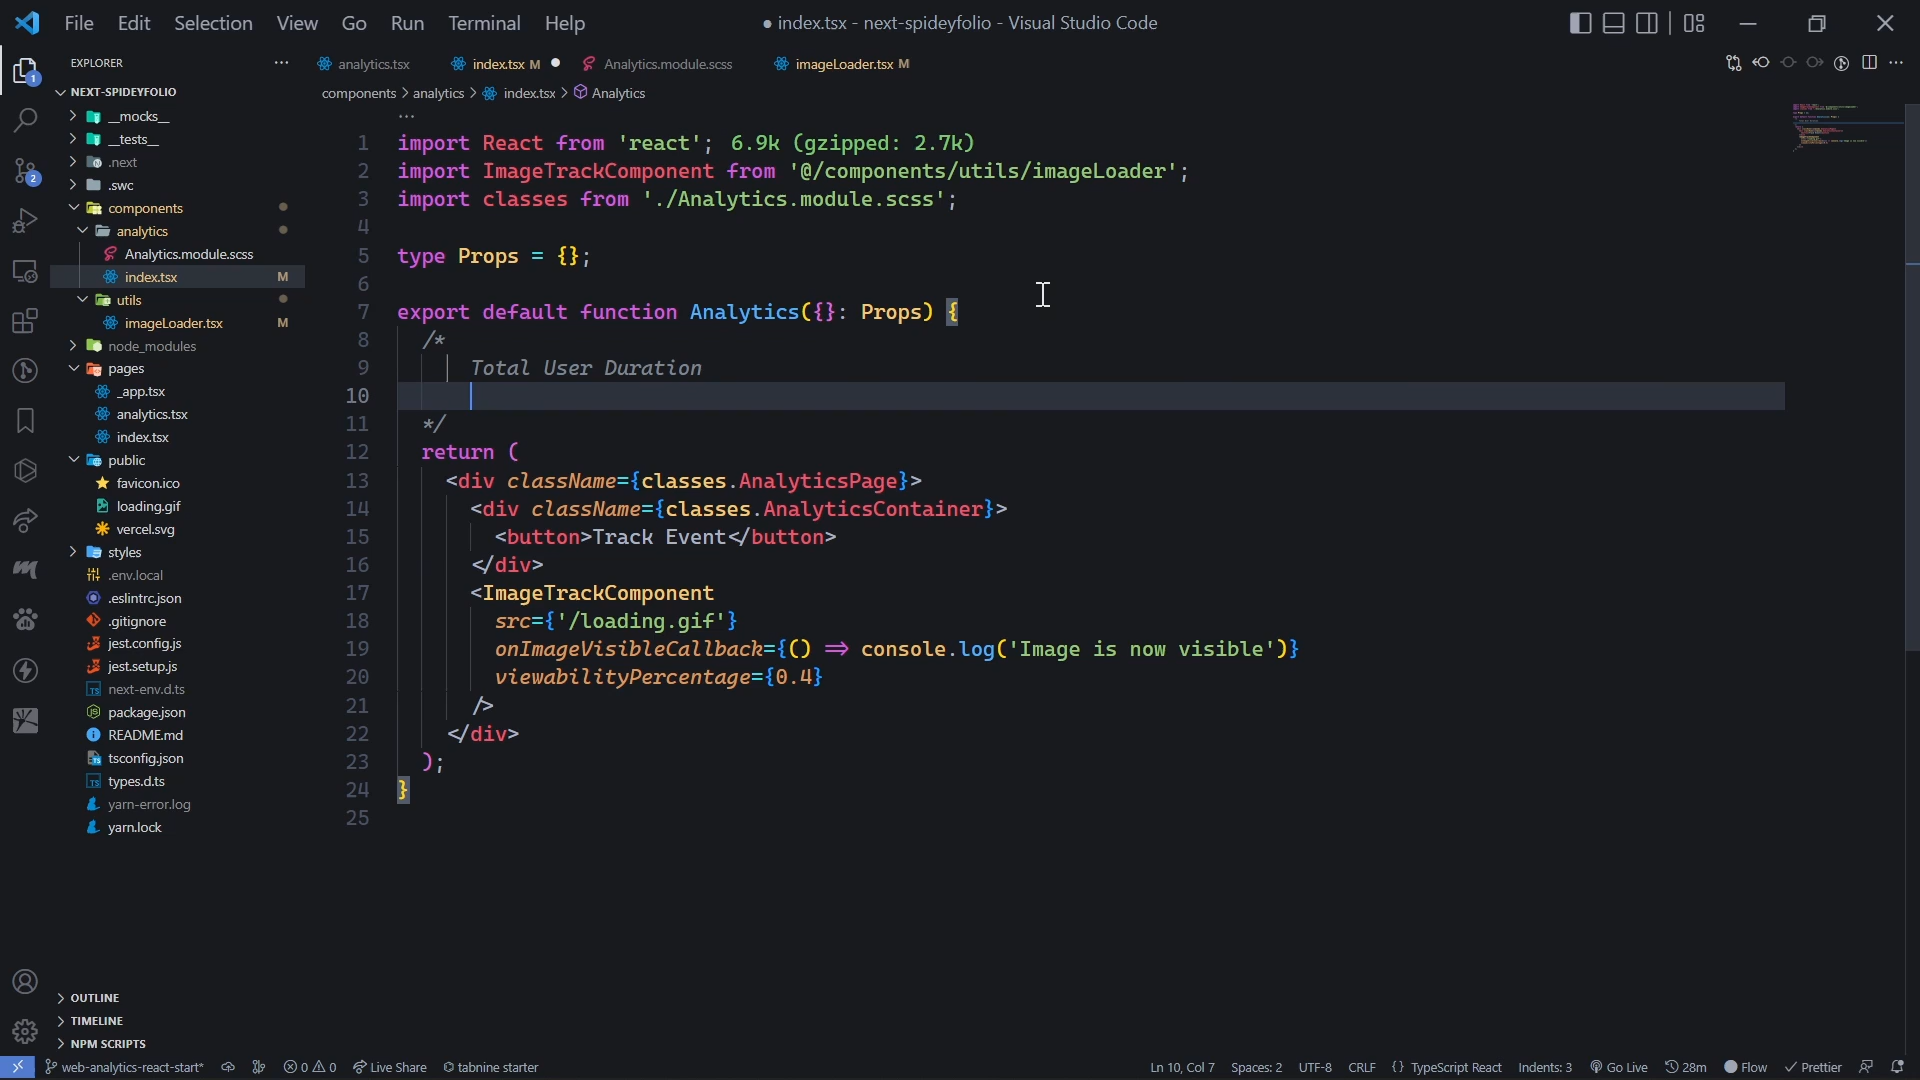 File Edit Selection View Go Run Terminal Help
● index.tsx - next-spideyfolio - Visual Studio Code
EXPLORER
analytics.tsx
index.tsx M
Analytics.module.scss
imageLoader.tsx M
components > analytics > index.tsx > Analytics
NEXT-SPIDEYFOLIO
__mocks__
__tests__
.next
.swc
components
analytics
Analytics.module.scss
index.tsx M
utils
imageLoader.tsx M
node_modules
pages
_app.tsx
analytics.tsx
index.tsx
public
favicon.ico
loading.gif
vercel.svg
styles
.env.local
.eslintrc.json
.gitignore
jest.config.js
jest.setup.js
next-env.d.ts
package.json
README.md
tsconfig.json
types.d.ts
yarn-error.log
yarn.lock
OUTLINE
TIMELINE
NPM SCRIPTS
1 import React from 'react'; 6.9k (gzipped: 2.7k)
2 import ImageTrackComponent from '@/components/utils/imageLoader';
3 import classes from './Analytics.module.scss';
4
5 type Props = {};
6
7 export default function Analytics({}: Props) {
8 /*
9 Total User Duration
10
11 */
12 return (
13 <div className={classes.AnalyticsPage}>
14 <div className={classes.AnalyticsContainer}>
15 <button>Track Event</button>
16 </div>
17 <ImageTrackComponent
18 src={'/loading.gif'}
19 onImageVisibleCallback={() => console.log('Image is now visible')}
20 viewabilityPercentage={0.4}
21 />
22 </div>
23 );
24 }
25
1
2
web-analytics-react-start* 0 0 Live Share tabnine starter
Ln 10, Col 7 Spaces: 2 UTF-8 CRLF {} TypeScript React Indents: 3 Go Live 28m Flow Prettier